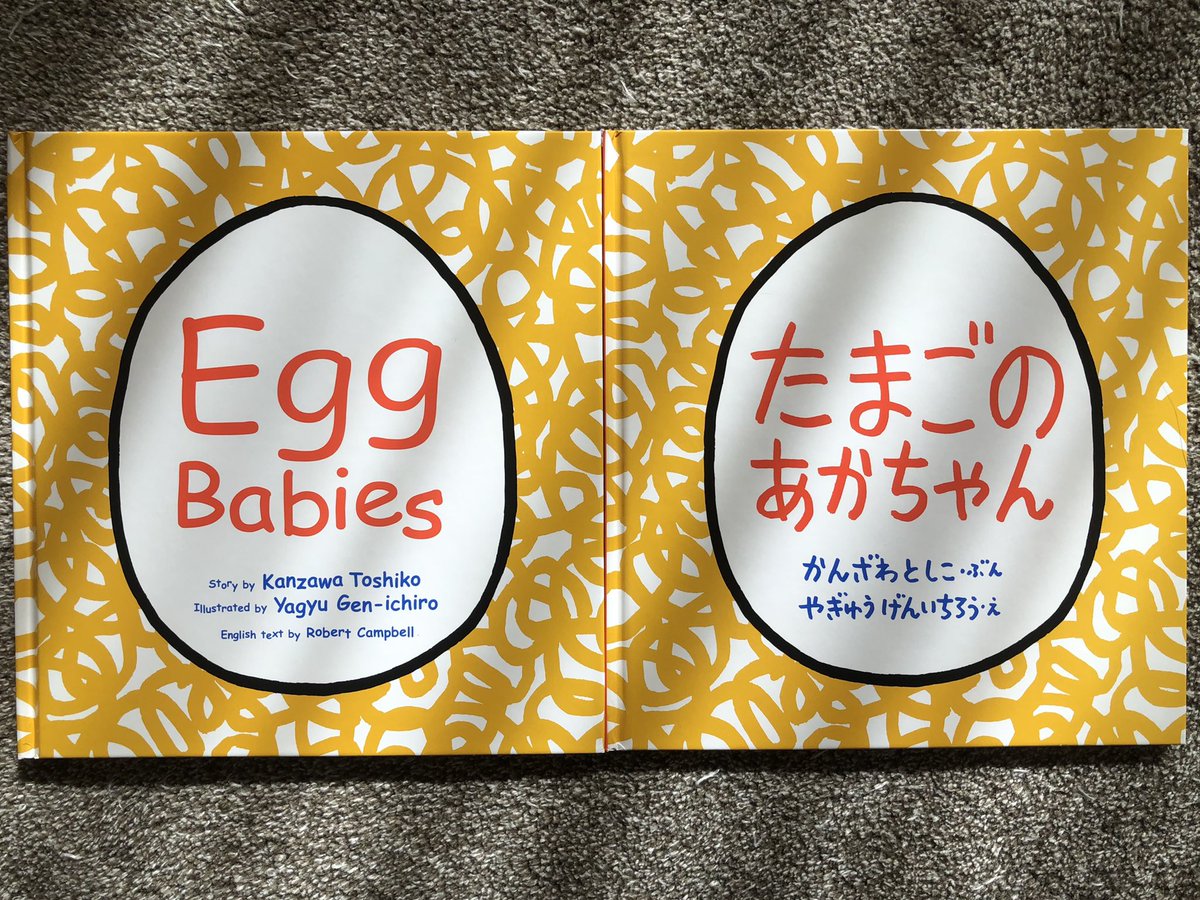 Egg
Babies
Story by Kanzawa Toshiko
Illustrated by Yagyu Gen-ichiro
English text by Robert Campbell
たまごの
あかちゃん
かんざわとしこ・ぶん
やぎゅうげんいちろう・え